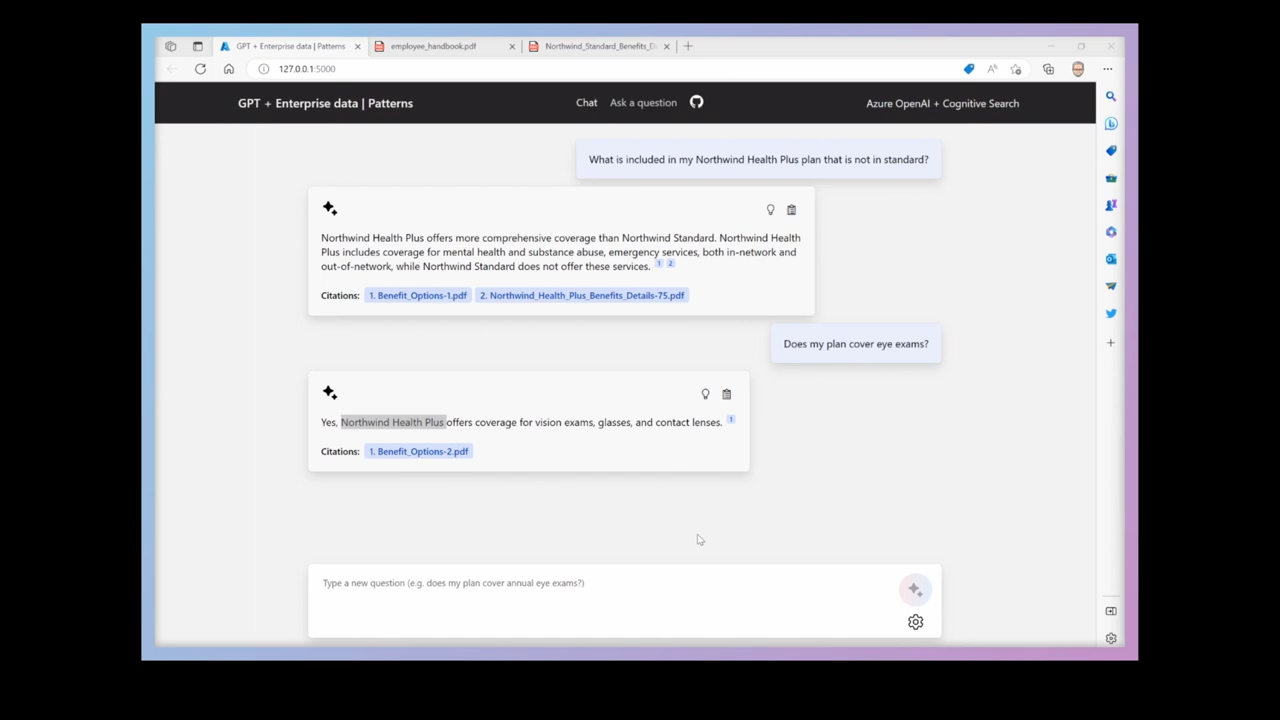 GPT + Enterprise data | Patterns
employee_handbook.pdf
Northwind_Standard_Benefits_D
127.0.0.1:5000
GPT + Enterprise data | Patterns
Chat
Ask a question
Azure OpenAI + Cognitive Search
What is included in my Northwind Health Plus plan that is not in standard?
Northwind Health Plus offers more comprehensive coverage than Northwind Standard. Northwind Health
Plus includes coverage for mental health and substance abuse, emergency services, both in-network and
out-of-network, while Northwind Standard does not offer these services. 1 2
Citations: 1. Benefit_Options-1.pdf 2. Northwind_Health_Plus_Benefits_Details-75.pdf
Does my plan cover eye exams?
Yes, Northwind Health Plus offers coverage for vision exams, glasses, and contact lenses. 1
Citations: 1. Benefit_Options-2.pdf
Type a new question (e.g. does my plan cover annual eye exams?)